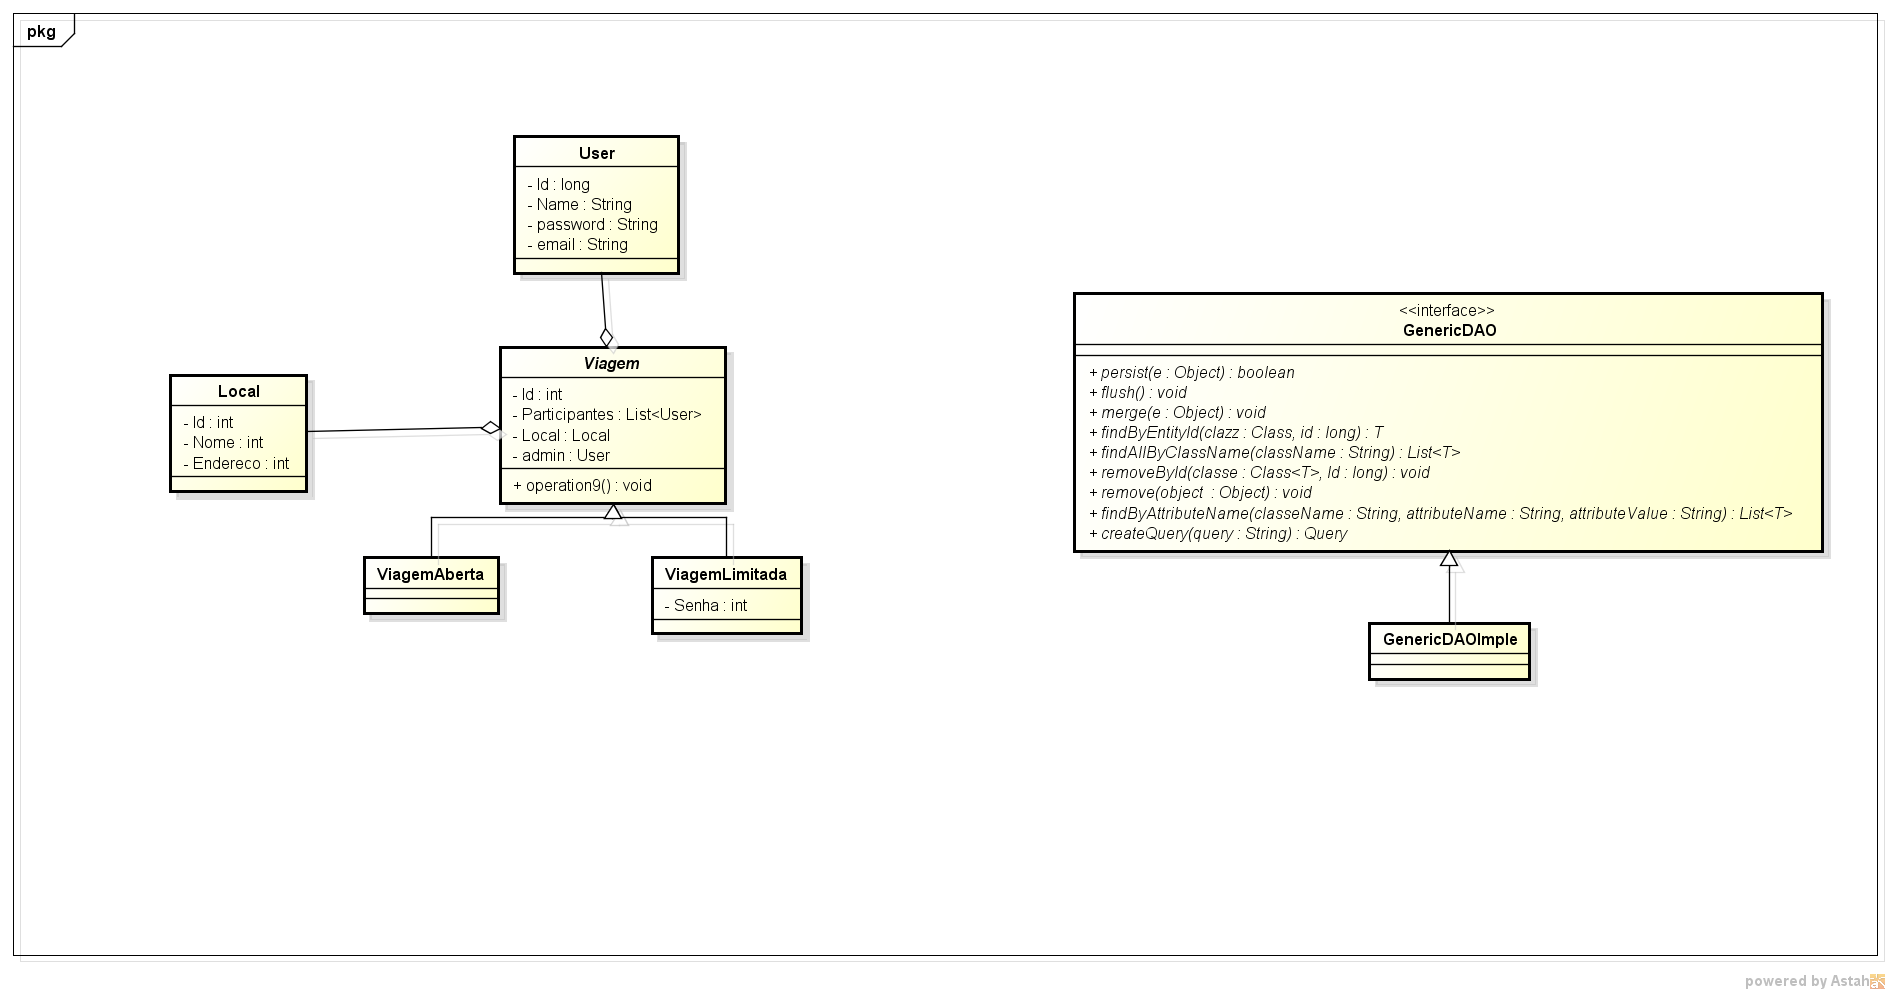 pkg
User
- Id : long
- Name : String
- password : String
- email : String
Viagem
- Id : int
- Participantes : List<User>
- Local : Local
- admin : User
+ operation9() : void
Local
- Id : int
- Nome : int
- Endereco : int
ViagemAberta
ViagemLimitada
- Senha : int
<<interface>>
GenericDAO
+ persist(e : Object) : boolean
+ flush() : void
+ merge(e : Object) : void
+ findByEntityId(clazz : Class, id : long) : T
+ findAllByClassName(className : String) : List<T>
+ removeById(classe : Class<T>, Id : long) : void
+ remove(object : Object) : void
+ findByAttributeName(classeName : String, attributeName : String, attributeValue : String) : List<T>
+ createQuery(query : String) : Query
GenericDAOImple
powered by Astah